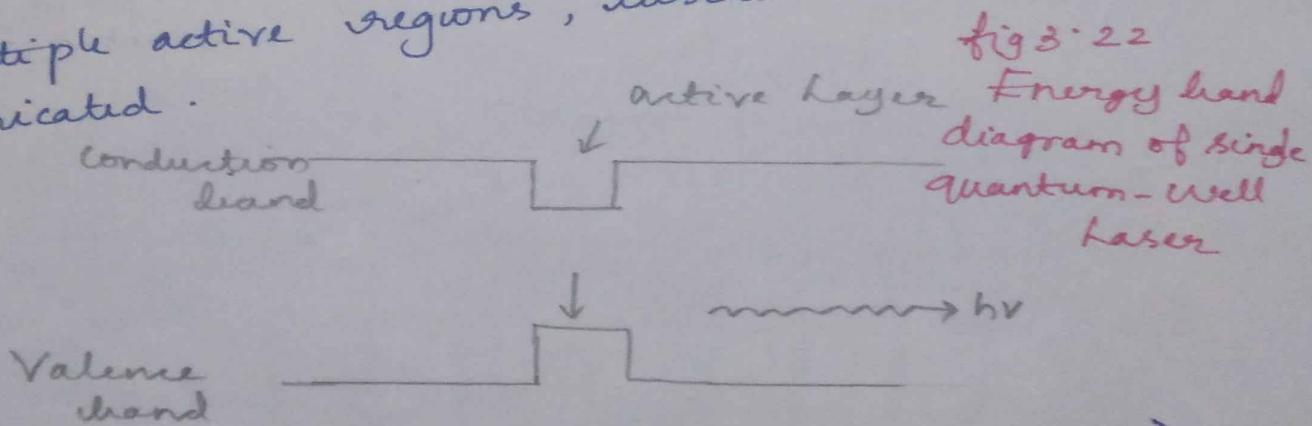 tiple active regions,
icated.
fig 3.22
Energy band
diagram of single
quantum-well
Laser
active Layer
Conduction
band
hν
Valence
band